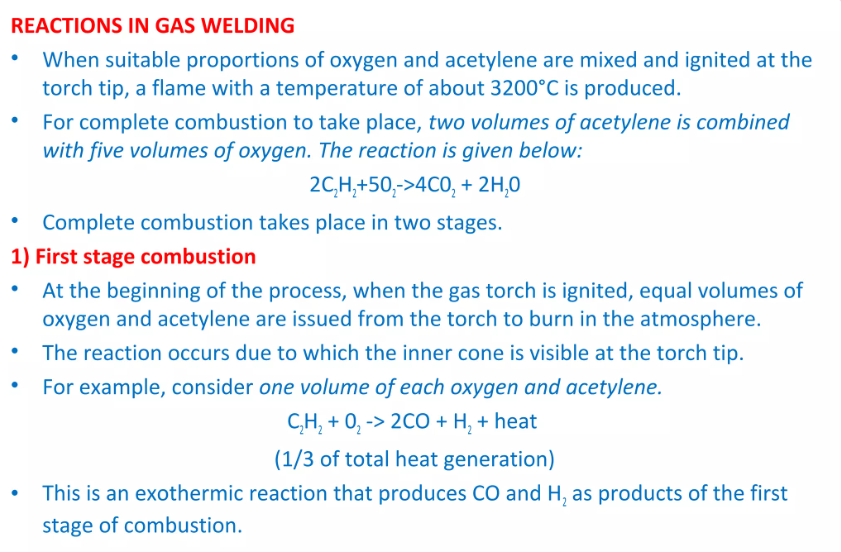 REACTIONS IN GAS WELDING
• When suitable proportions of oxygen and acetylene are mixed and ignited at the
torch tip, a flame with a temperature of about 3200°C is produced.
• For complete combustion to take place, two volumes of acetylene is combined
with five volumes of oxygen. The reaction is given below:
2C₂H₂+50₂->4C0₂ + 2H₂0
• Complete combustion takes place in two stages.
1) First stage combustion
• At the beginning of the process, when the gas torch is ignited, equal volumes of
oxygen and acetylene are issued from the torch to burn in the atmosphere.
• The reaction occurs due to which the inner cone is visible at the torch tip.
• For example, consider one volume of each oxygen and acetylene.
C₂H₂ + 0₂ -> 2CO + H₂ + heat
(1/3 of total heat generation)
• This is an exothermic reaction that produces CO and H₂ as products of the first
stage of combustion.